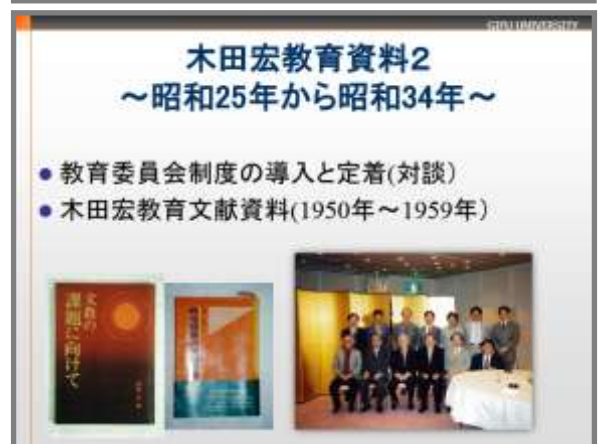 GIFU UNIVERSITY
木田宏教育資料2
~昭和25年から昭和34年~
教育委員会制度の導入と定着(対談)
木田宏教育文献資料(1950年~1959年)
文教の
課題に向けて